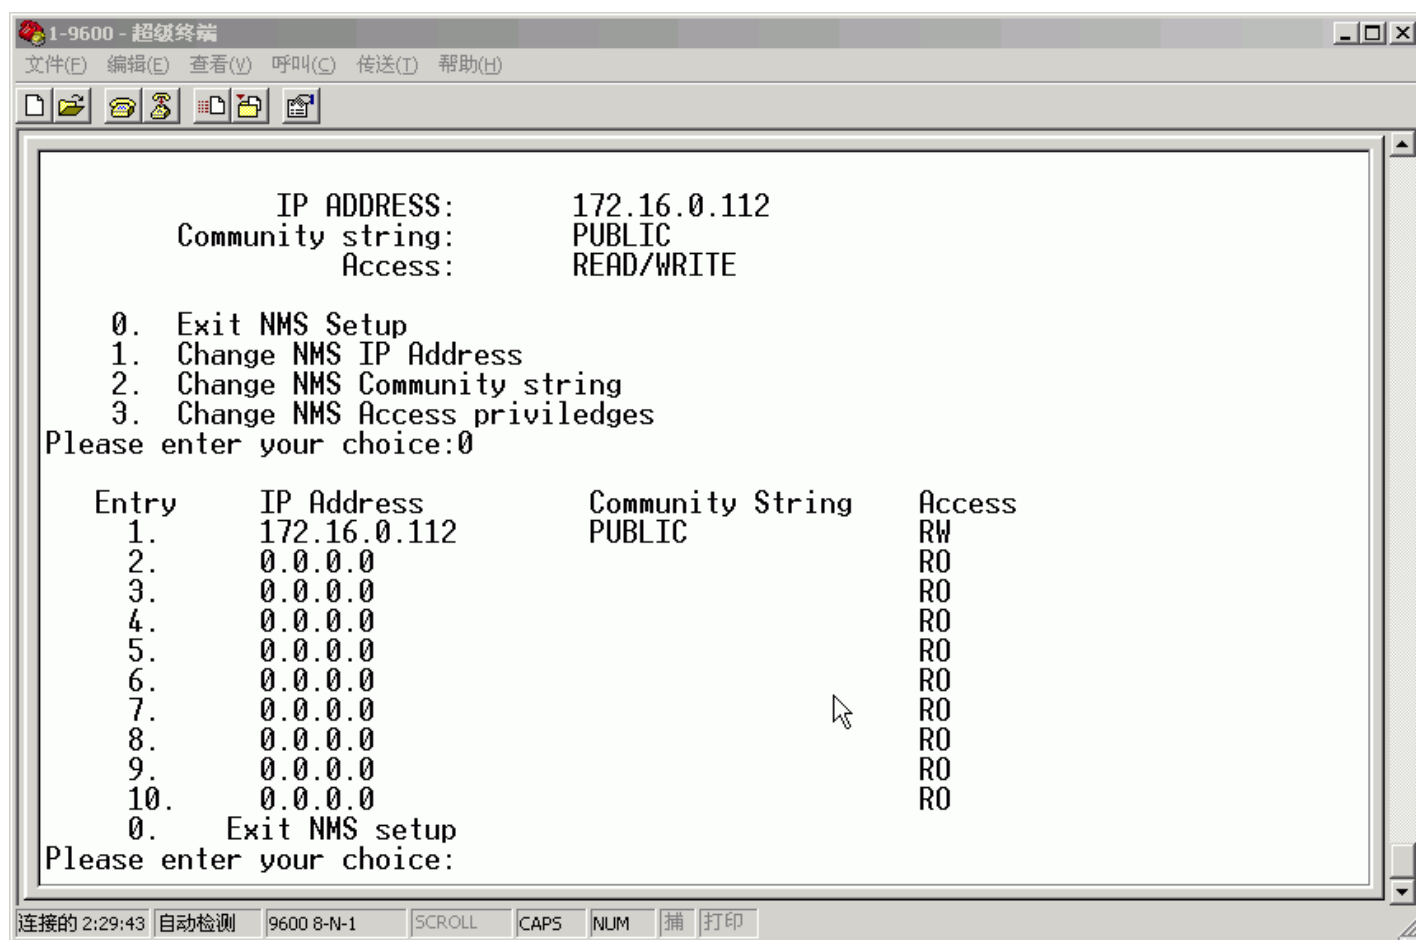 1-9600 - 超级终端
文件(F) 编辑(E) 查看(V) 呼叫(C) 传送(T) 帮助(H)
IP ADDRESS: 172.16.0.112
Community string: PUBLIC
Access: READ/WRITE
0. Exit NMS Setup
1. Change NMS IP Address
2. Change NMS Community string
3. Change NMS Access priviledges
Please enter your choice:0
Entry IP Address Community String Access
1. 172.16.0.112 PUBLIC RW
2. 0.0.0.0 RO
3. 0.0.0.0 RO
4. 0.0.0.0 RO
5. 0.0.0.0 RO
6. 0.0.0.0 RO
7. 0.0.0.0 RO
8. 0.0.0.0 RO
9. 0.0.0.0 RO
10. 0.0.0.0 RO
0. Exit NMS setup
Please enter your choice:
连接的 2:29:43 自动检测 9600 8-N-1 SCROLL CAPS NUM 捕 打印